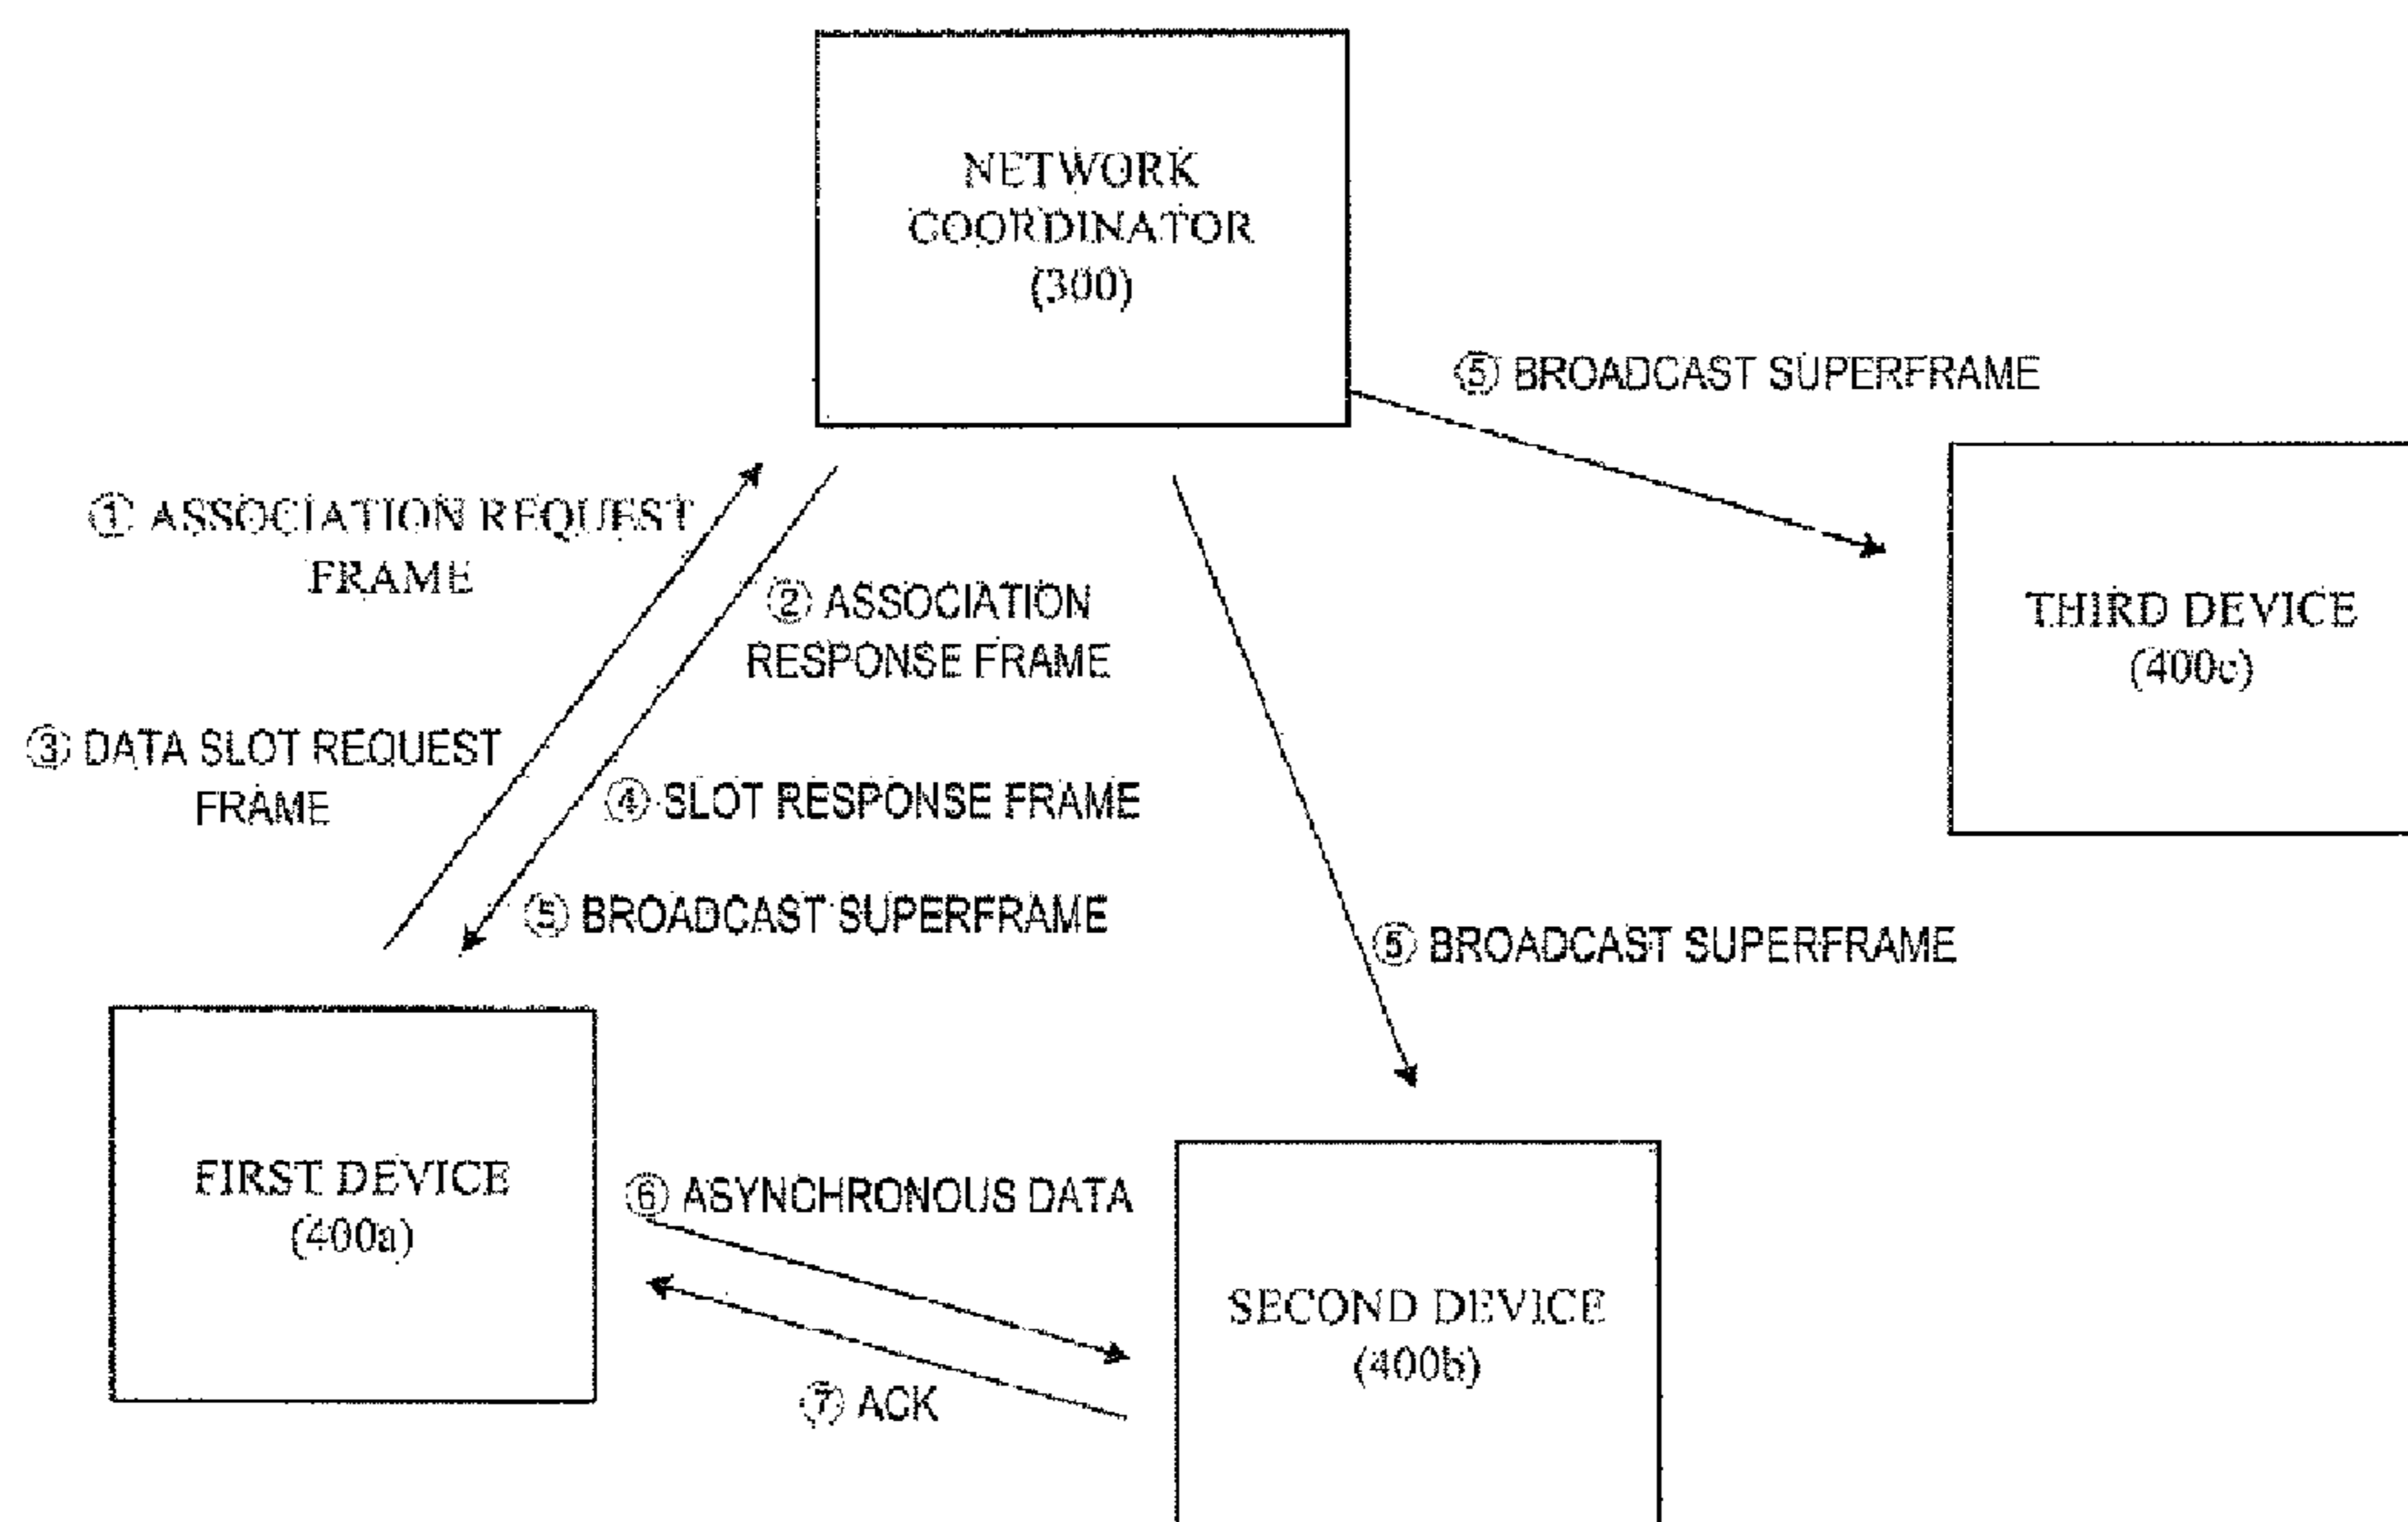 NETWORK
COORDINATOR
(300)
⑤ BROADCAST SUPERFRAME
① ASSOCIATION REQUEST
FRAME
② ASSOCIATION
RESPONSE FRAME
THIRD DEVICE
(400c)
③ DATA SLOT REQUEST
FRAME
④ SLOT RESPONSE FRAME
⑤ BROADCAST SUPERFRAME
⑤ BROADCAST SUPERFRAME
FIRST DEVICE
(400a)
⑥ ASYNCHRONOUS DATA
SECOND DEVICE
(400b)
⑦ ACK